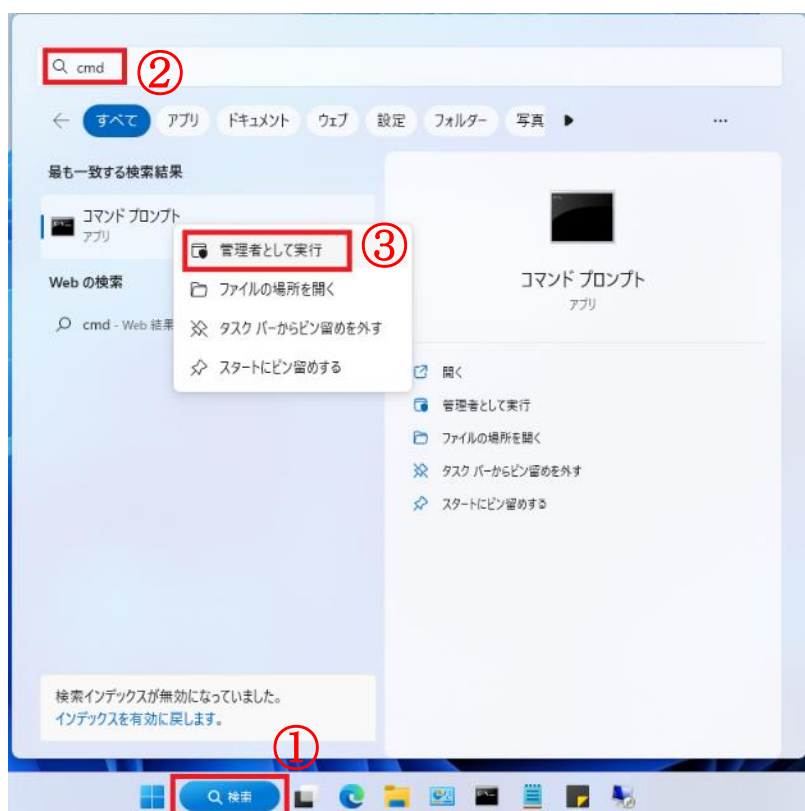 cmd
②
すべて アプリ ドキュメント ウェブ 設定 フォルダー 写真 ...
最も一致する検索結果
コマンド プロンプト
アプリ
管理者として実行
③
ファイルの場所を開く
タスク バーからピン留めを外す
スタートにピン留めする
Web の検索
cmd - Web 結果
コマンド プロンプト
アプリ
開く
管理者として実行
ファイルの場所を開く
タスク バーからピン留めを外す
スタートにピン留めする
検索インデックスが無効になっていました。
インデックスを有効に戻します。
①
検索